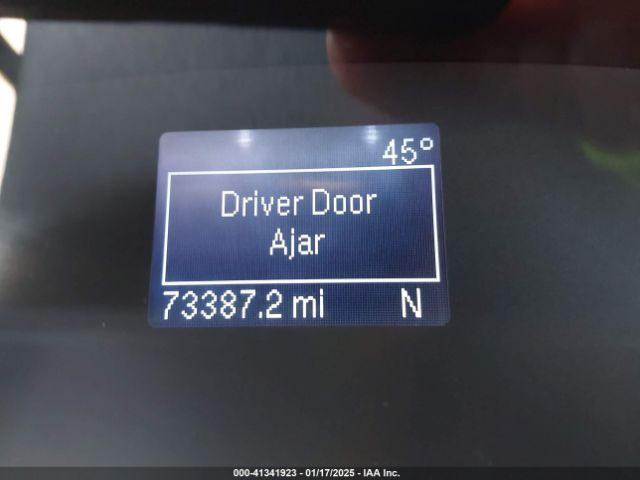 45°
Driver Door
Ajar
73387.2 mi N
000-41341923 - 01/17/2025 - IAA Inc.